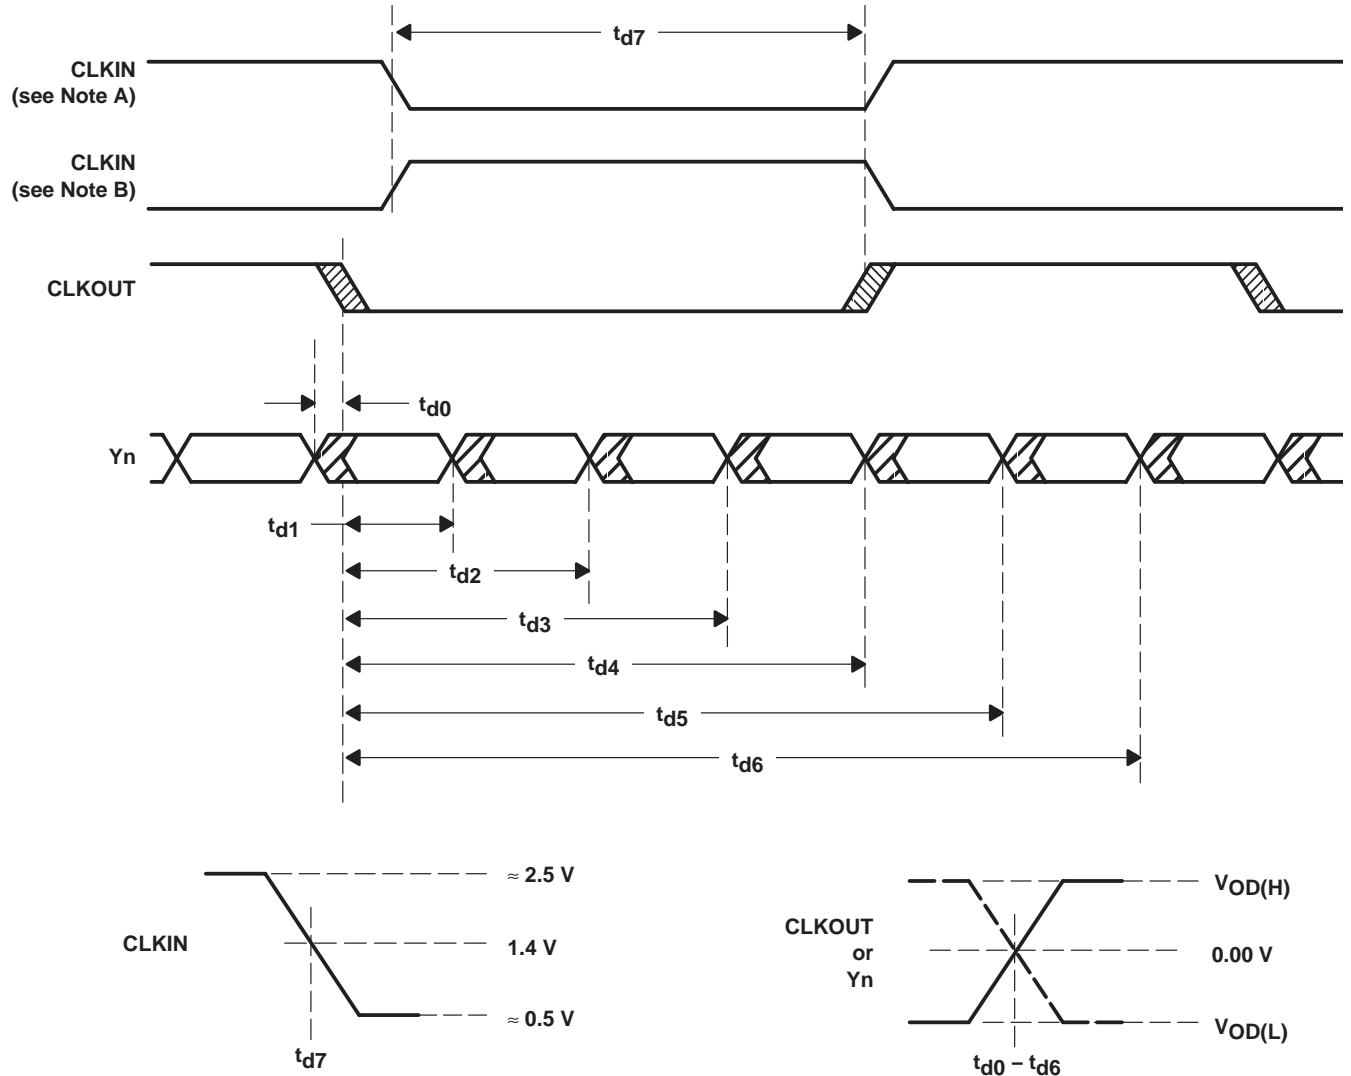 td7
CLKIN
(see Note A)
CLKIN
(see Note B)
CLKOUT
td0
Yn
td1
td2
td3
td4
td5
td6
≈ 2.5 V
CLKIN
1.4 V
≈ 0.5 V
td7
VOD(H)
CLKOUT
or
Yn
0.00 V
VOD(L)
td0 – td6